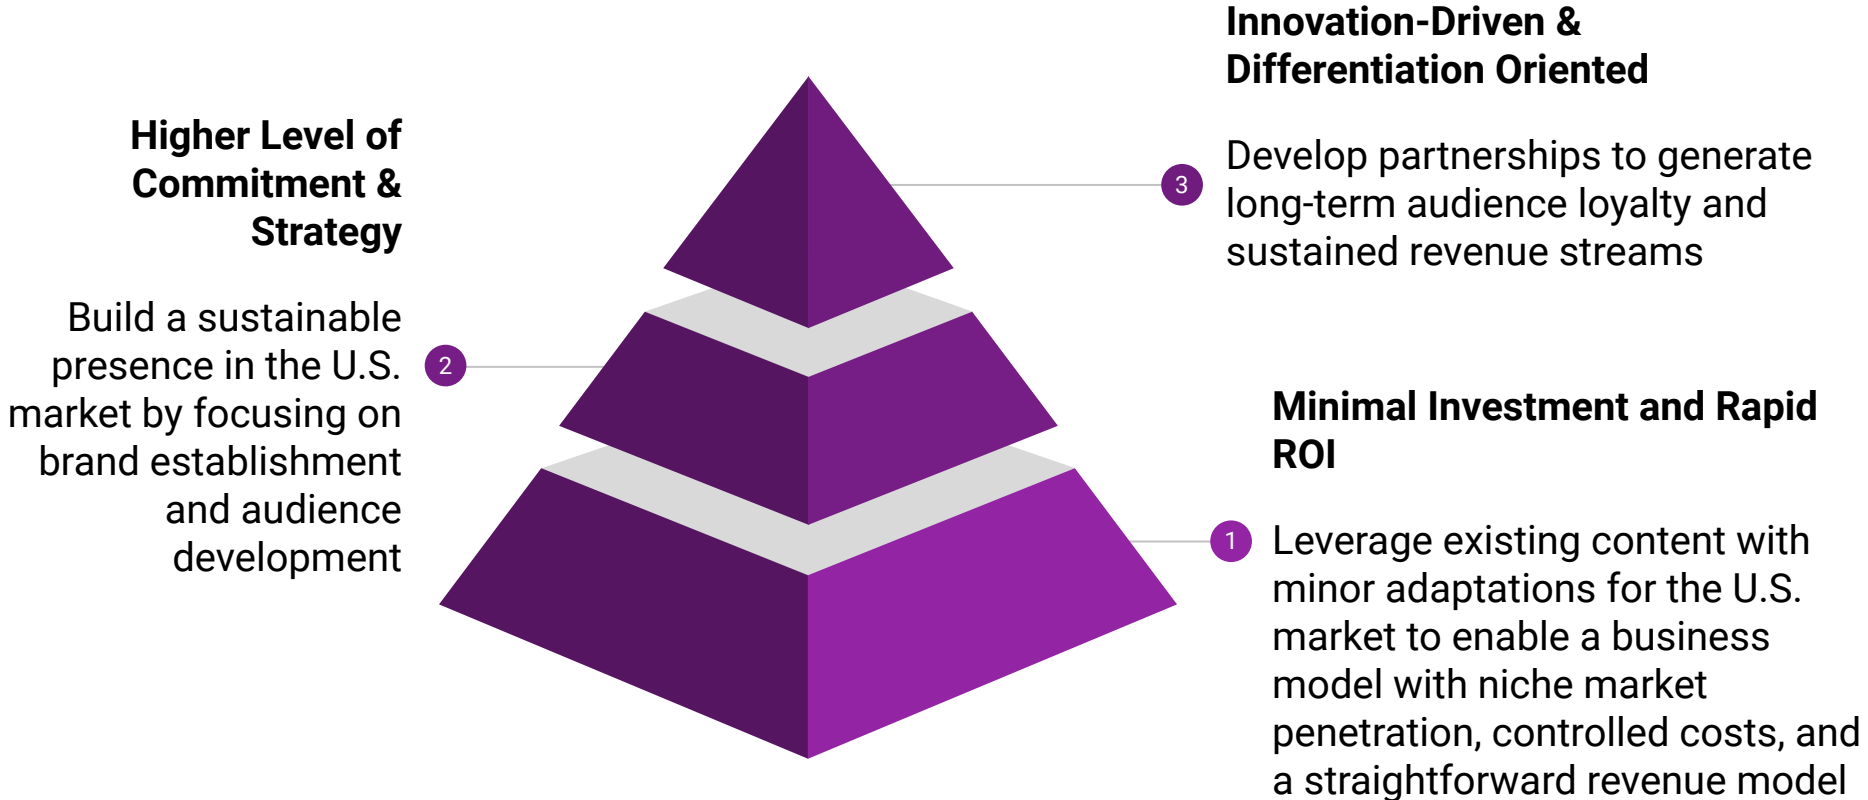 Higher Level of
Commitment &
Strategy
Build a sustainable
presence in the U.S.
market by focusing on
brand establishment
and audience
development
2
Innovation-Driven &
Differentiation Oriented
3
Develop partnerships to generate
long-term audience loyalty and
sustained revenue streams
Minimal Investment and Rapid
ROI
1
Leverage existing content with
minor adaptations for the U.S.
market to enable a business
model with niche market
penetration, controlled costs, and
a straightforward revenue model